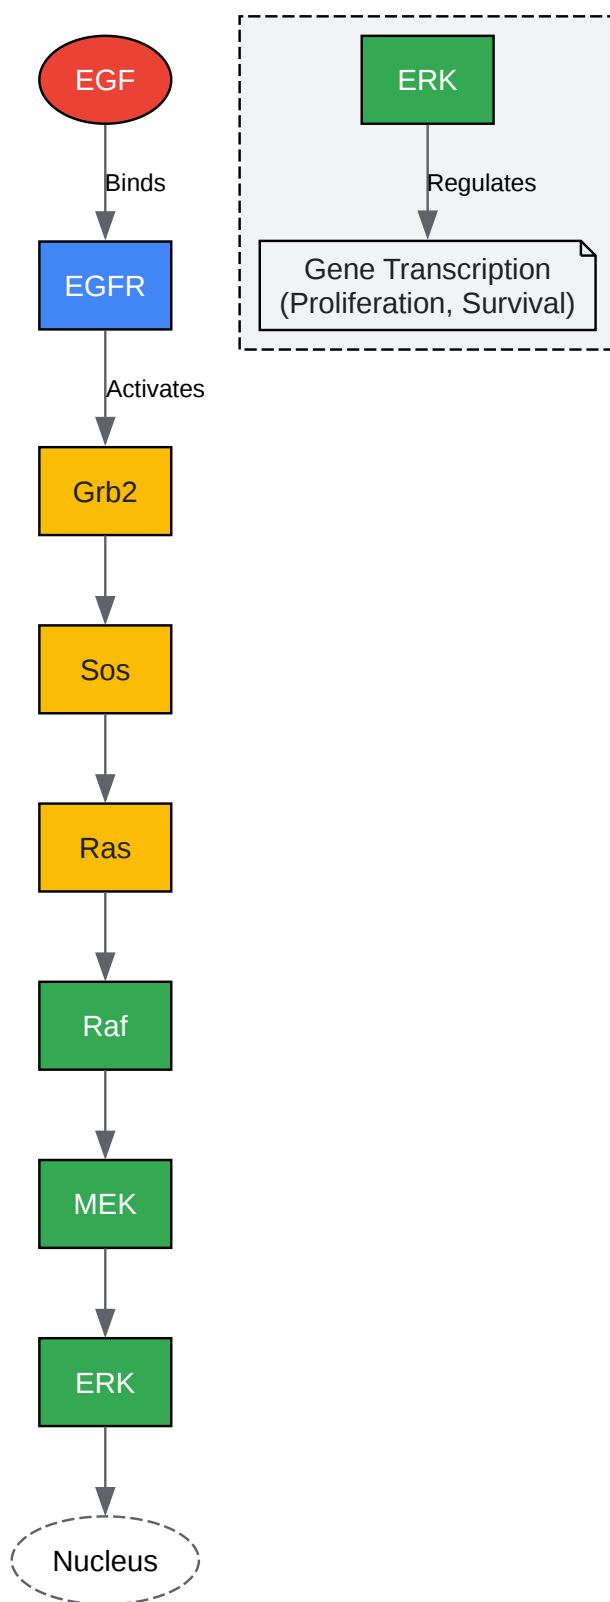 EGF
Binds
EGFR
Activates
Grb2
Sos
Ras
Raf
MEK
ERK
Nucleus
ERK
Regulates
Gene Transcription
(Proliferation, Survival)